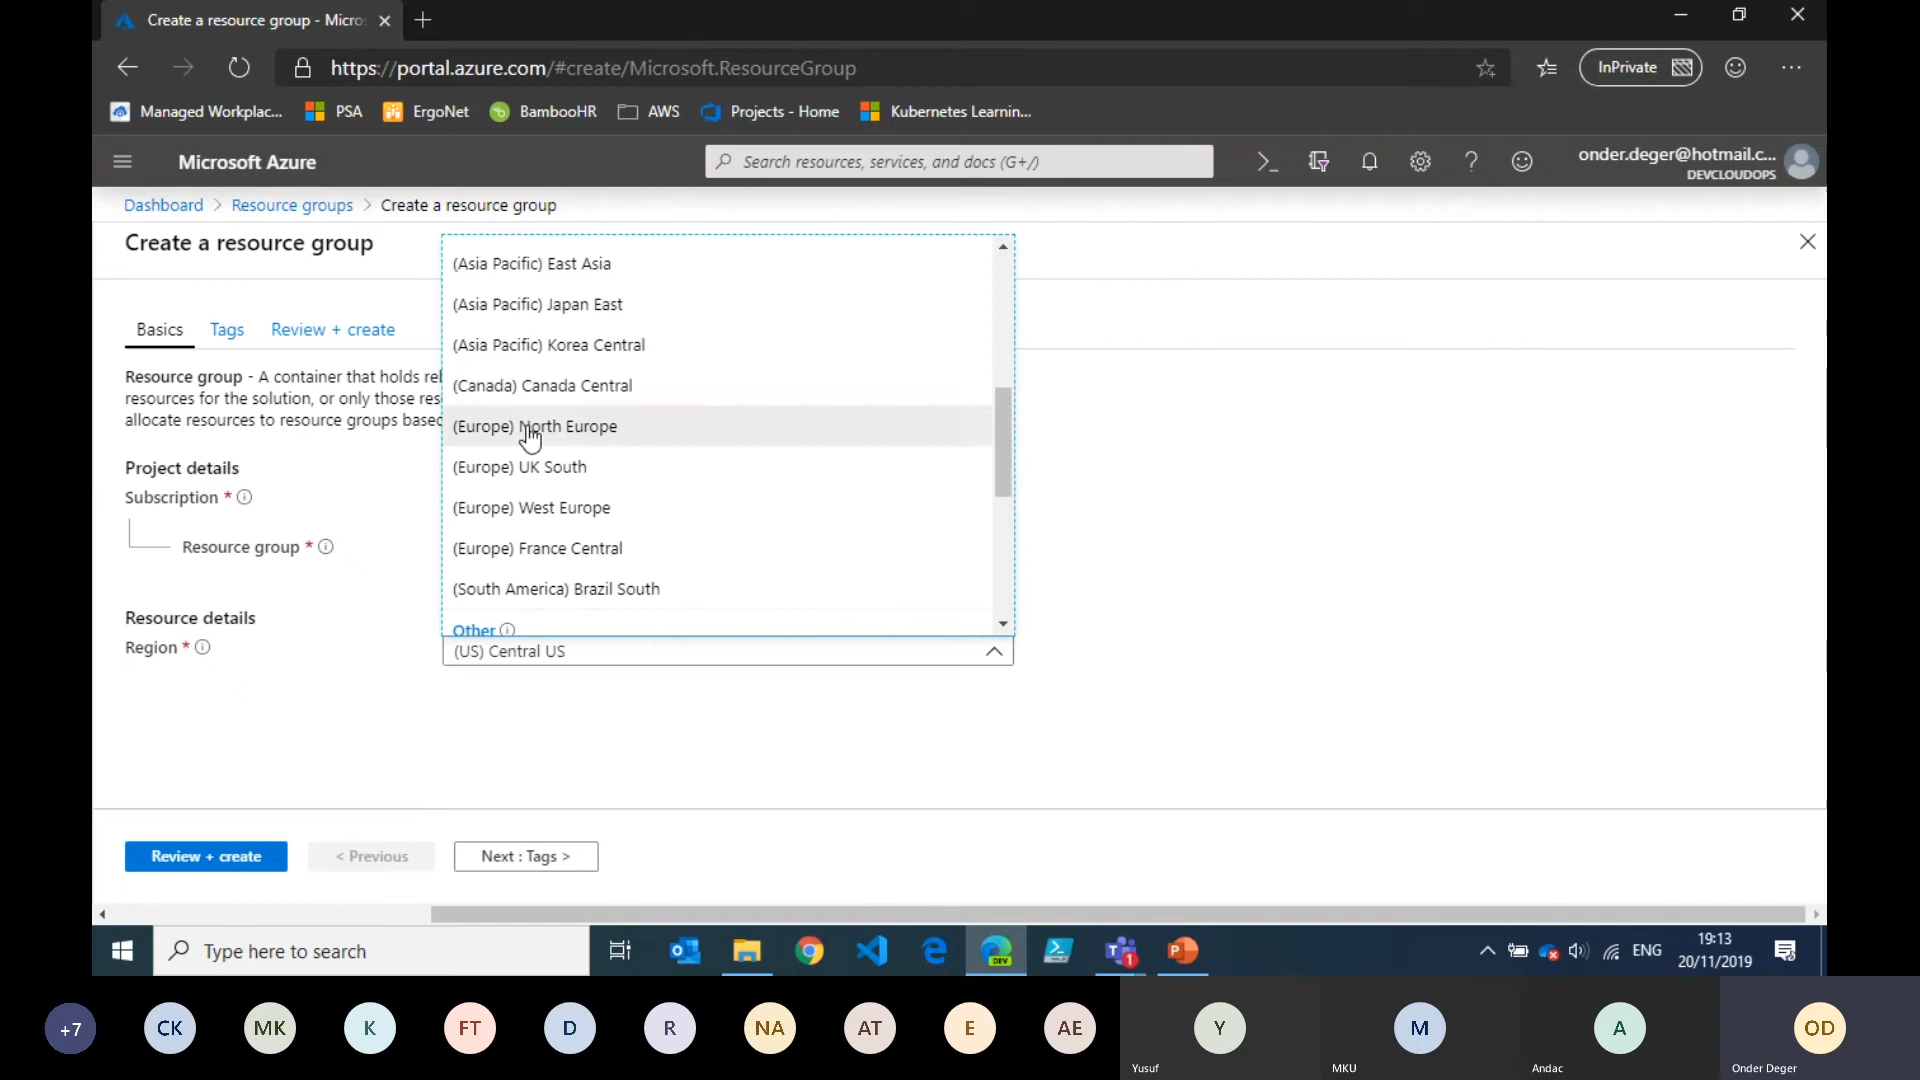 Create a resource group - Micro
https://portal.azure.com/#create/Microsoft.ResourceGroup
InPrivate
Managed Workplac... PSA ErgoNet BambooHR AWS Projects - Home Kubernetes Learnin...
Microsoft Azure
Search resources, services, and docs (G+/)
onder.deger@hotmail.c...
DEVCLOUDOPS
Dashboard > Resource groups > Create a resource group
Create a resource group
Basics Tags Review + create
Resource group - A container that holds rel
resources for the solution, or only those res
allocate resources to resource groups based
Project details
Subscription *
Resource group *
Resource details
Region *
(Asia Pacific) East Asia
(Asia Pacific) Japan East
(Asia Pacific) Korea Central
(Canada) Canada Central
(Europe) North Europe
(Europe) UK South
(Europe) West Europe
(Europe) France Central
(South America) Brazil South
Other
(US) Central US
Review + create < Previous Next : Tags >
Type here to search
DEV
1
ENG
19:13
20/11/2019
+7 CK MK K FT D R NA AT E AE Y M A OD
Yusuf MKU Andac Onder Deger